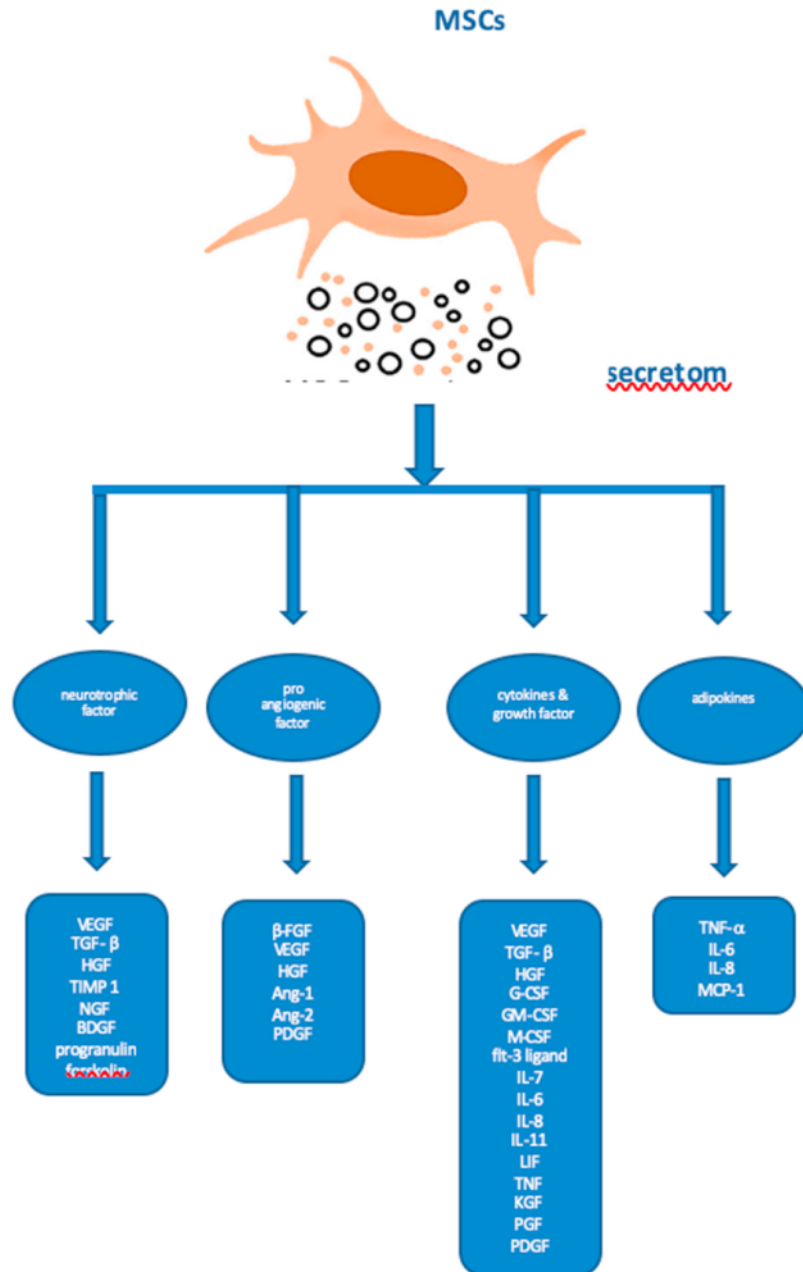 MSCs
secretom
neurotrophic
factor
pro
angiogenic
factor
cytokines &
growth factor
adipokines
VEGF
TGF- β
HGF
TIMP 1
NGF
BDGF
progranulin
forskolin
β-FGF
VEGF
HGF
Ang-1
Ang-2
PDGF
VEGF
TGF- β
HGF
G-CSF
GM-CSF
M-CSF
flt-3 ligand
IL-7
IL-6
IL-8
IL-11
LIF
TNF
KGF
PGF
PDGF
TNF-α
IL-6
IL-8
MCP-1